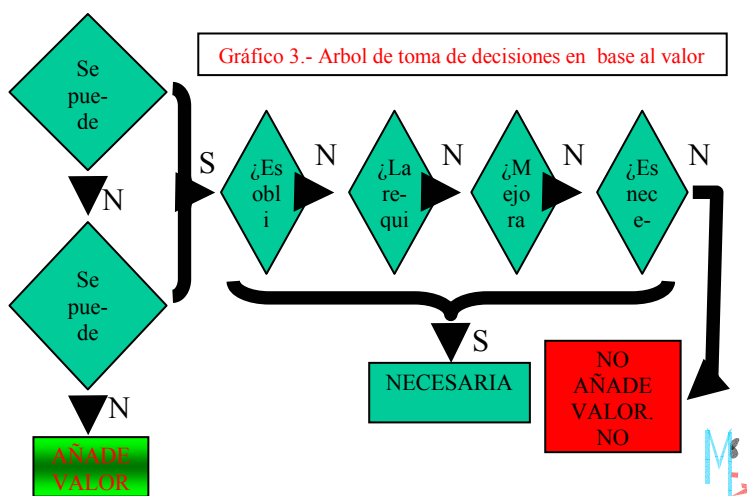 Gráfico 3.- Arbol de toma de decisiones en base al valor
Se
pue-
de
N
Se
pue-
de
N
AÑADE
VALOR
S
¿Es
obl
i
N
¿La
re-
qui
N
¿M
ejo
ra
N
¿Es
nec
e-
N
S
NECESARIA
NO
AÑADE
VALOR.
NO